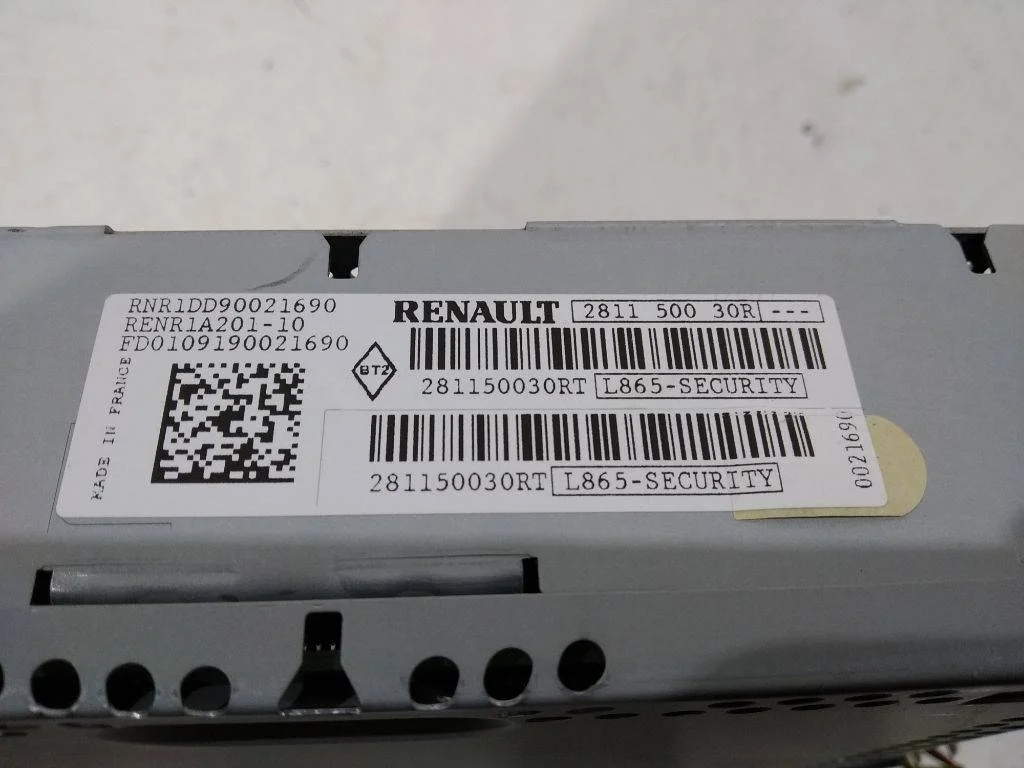 RNR1DD90021690
RENR1A201-10
FD0109190021690
MADE IN FRANCE
RENAULT 2811 500 30R ---
BT2
281150030RT L865-SECURITY
281150030RT L865-SECURITY
0021690